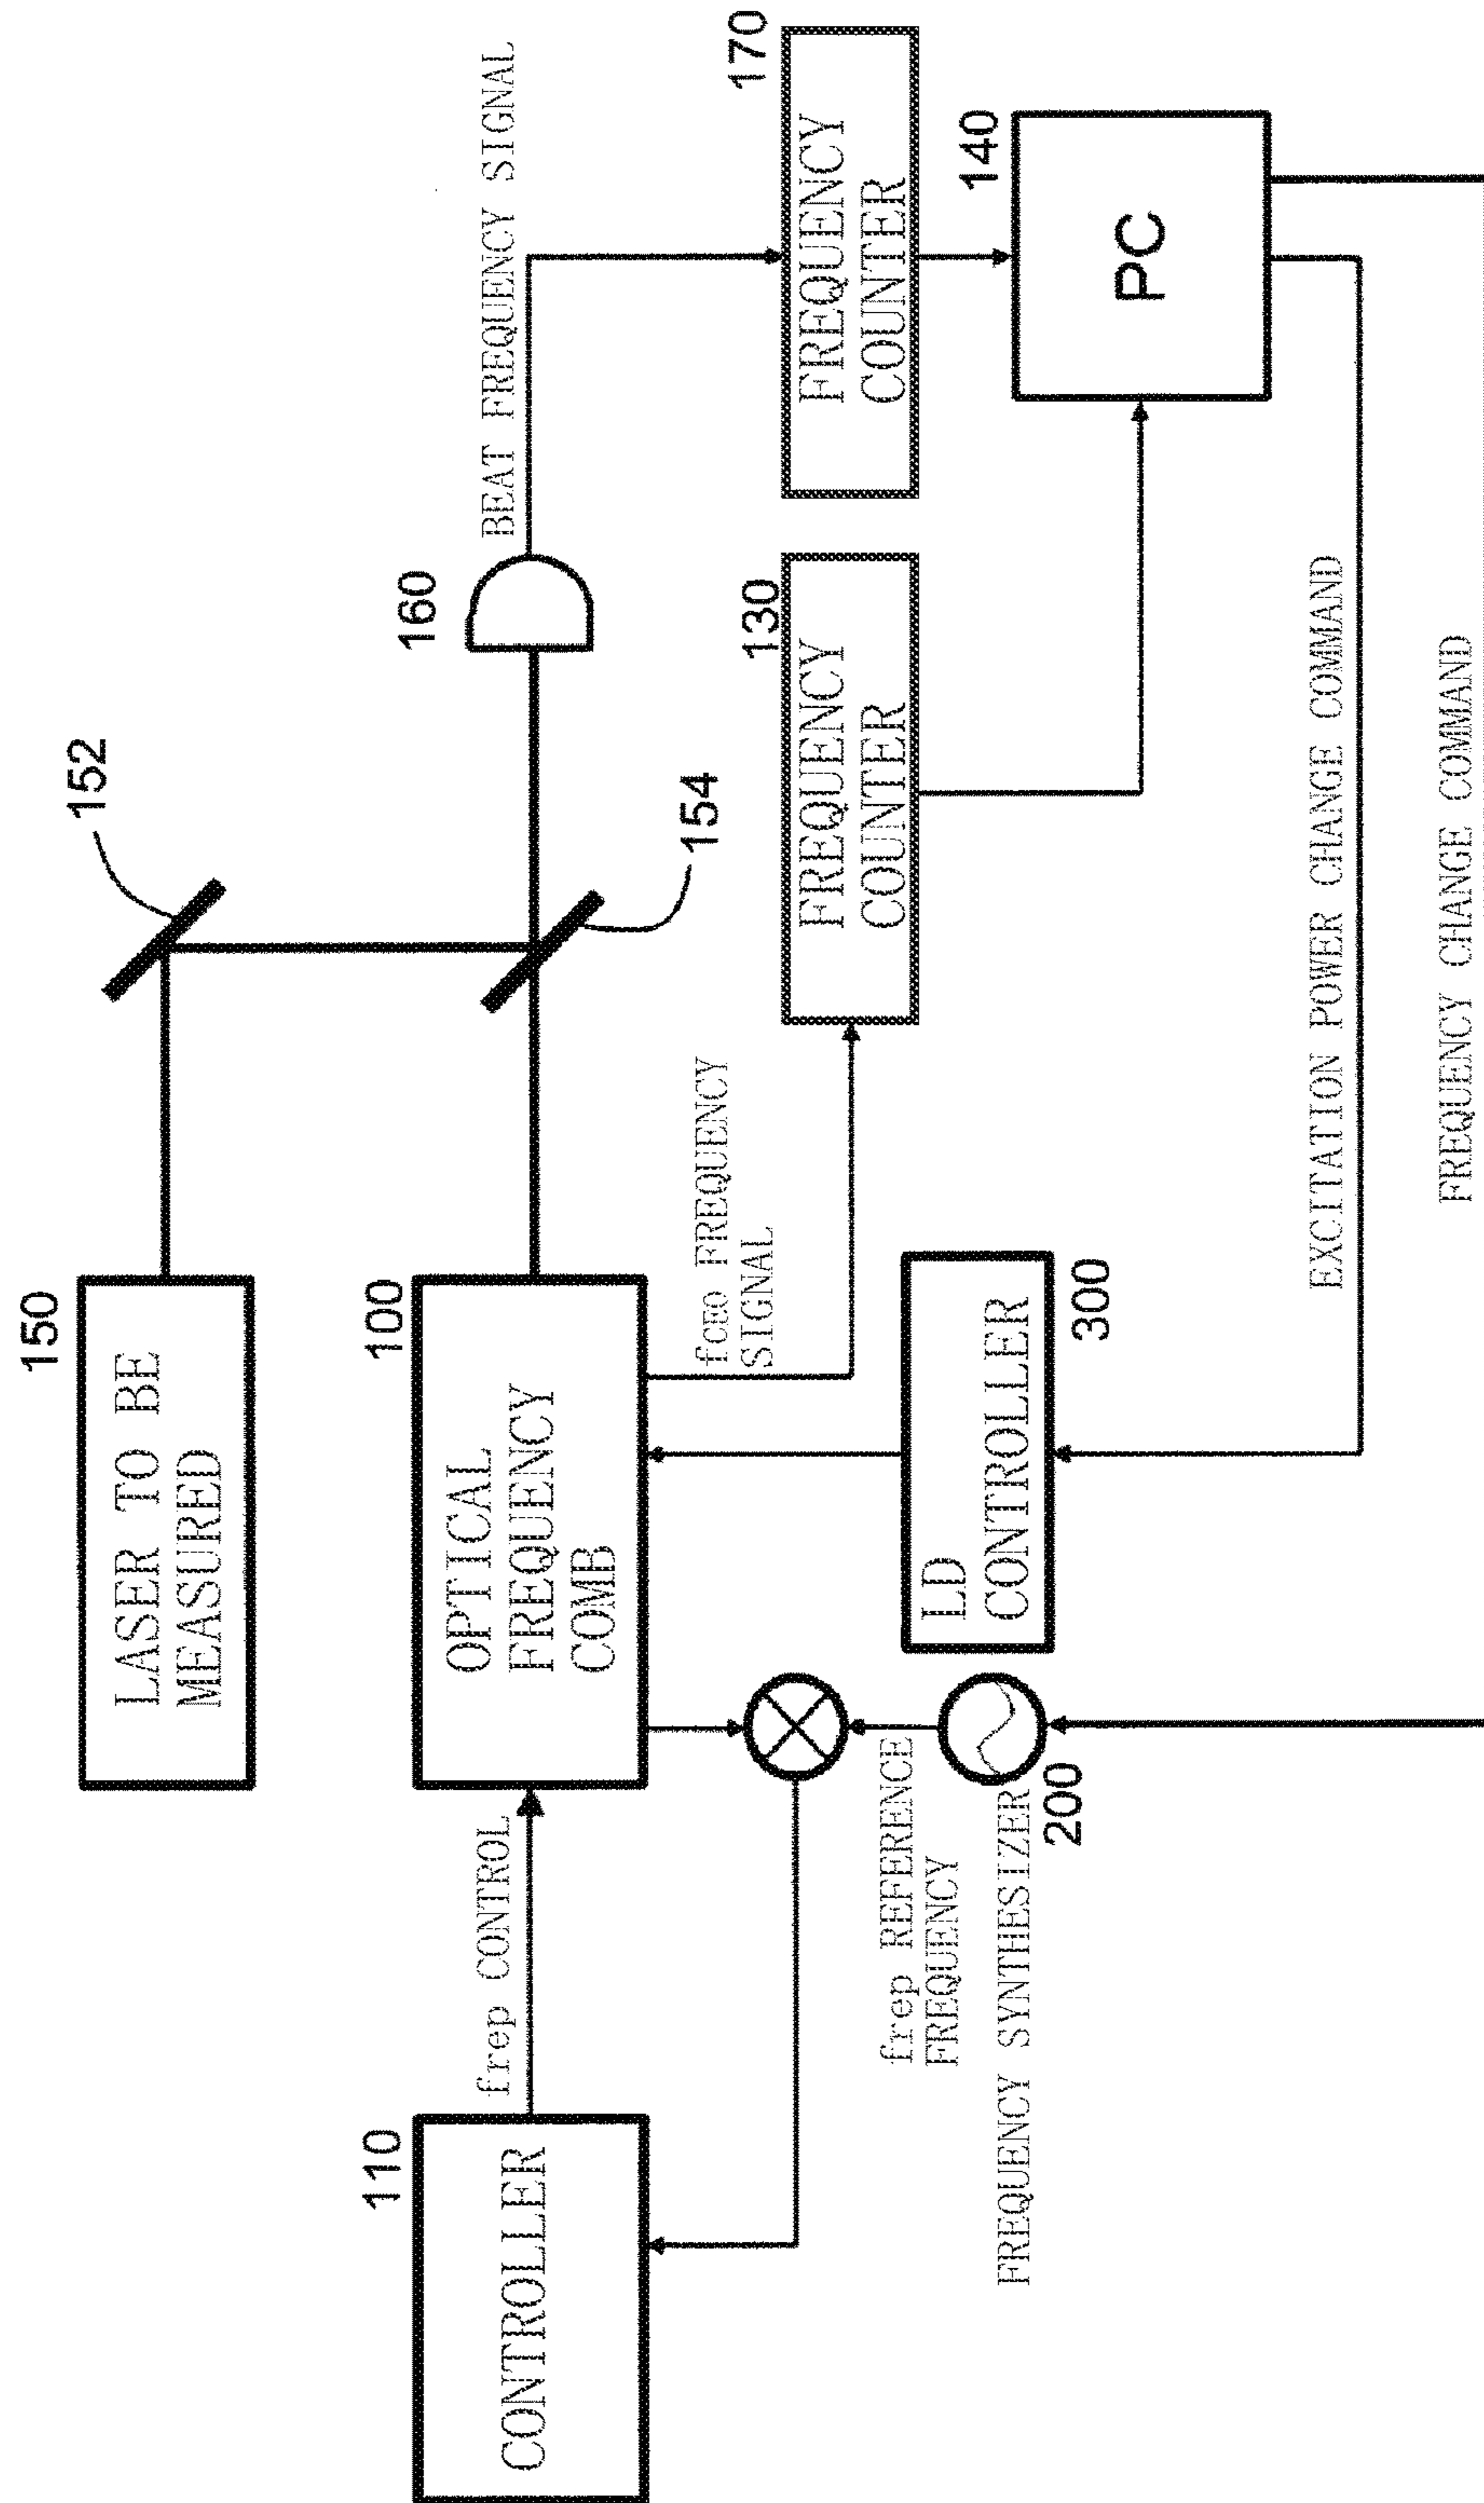 150
LASER TO BE
MEASURED
152
110
CONTROLLER
frep CONTROL
100
OPTICAL
FREQUENCY
COMB
154
160
BEAT FREQUENCY SIGNAL
fCEO FREQUENCY
SIGNAL
130
FREQUENCY
COUNTER
170
FREQUENCY
COUNTER
frep REFERENCE
FREQUENCY
FREQUENCY SYNTHESIZER
200
LD
CONTROLLER
300
140
PC
EXCITATION POWER CHANGE COMMAND
FREQUENCY CHANGE COMMAND